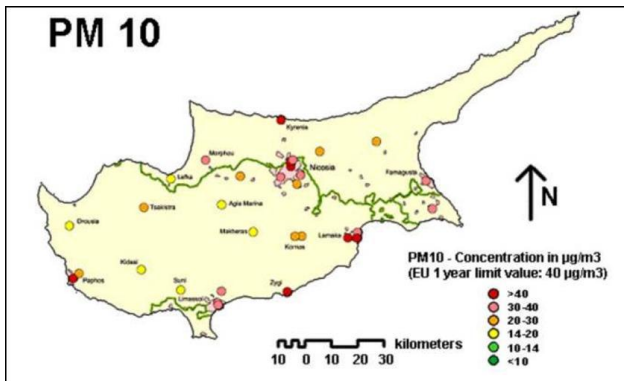 PM 10
Kyrenia
Morphou
Nicosia
Lefka
Famagusta
Tsakistra
Agia Marina
Drousia
Makheras
Kornus
Larnaka
N
Kidasi
Paphos
Suni
Zygi
Limassol
PM10 - Concentration in µg/m3
(EU 1 year limit value: 40 µg/m3)
>40
30-40
20-30
14-20
10-14
<10
kilometers
10 0 10 20 30